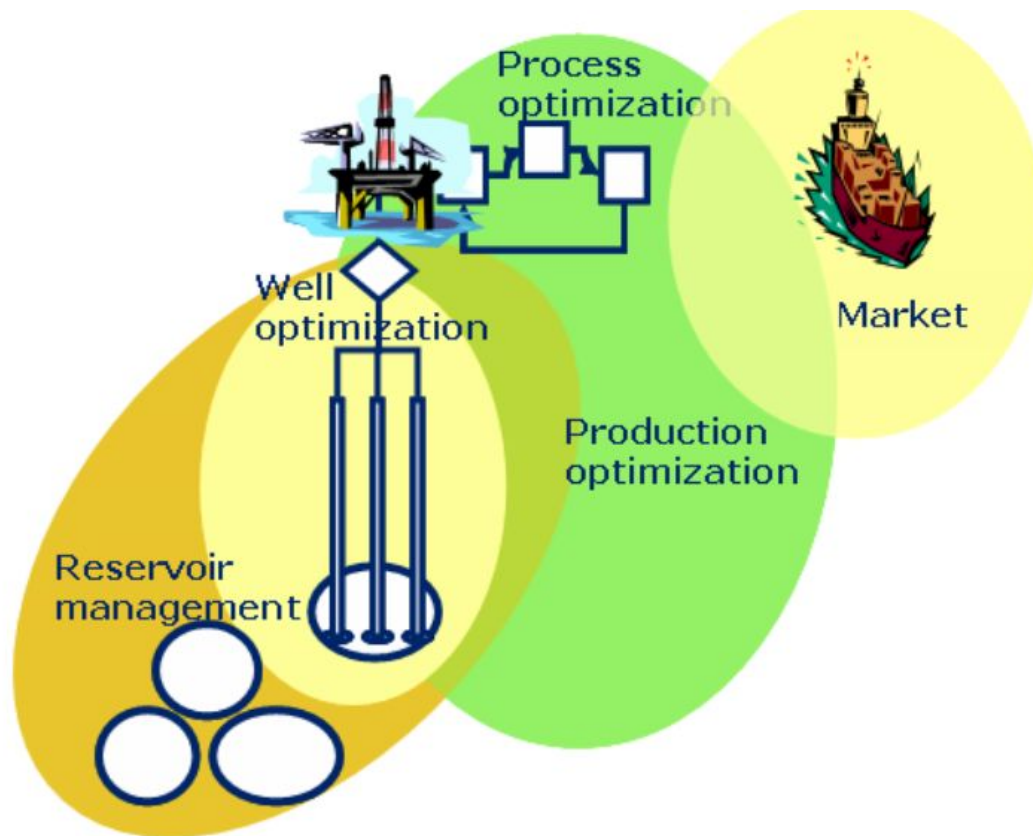 Process
optimization
Well
optimization
Market
Production
optimization
Reservoir
management